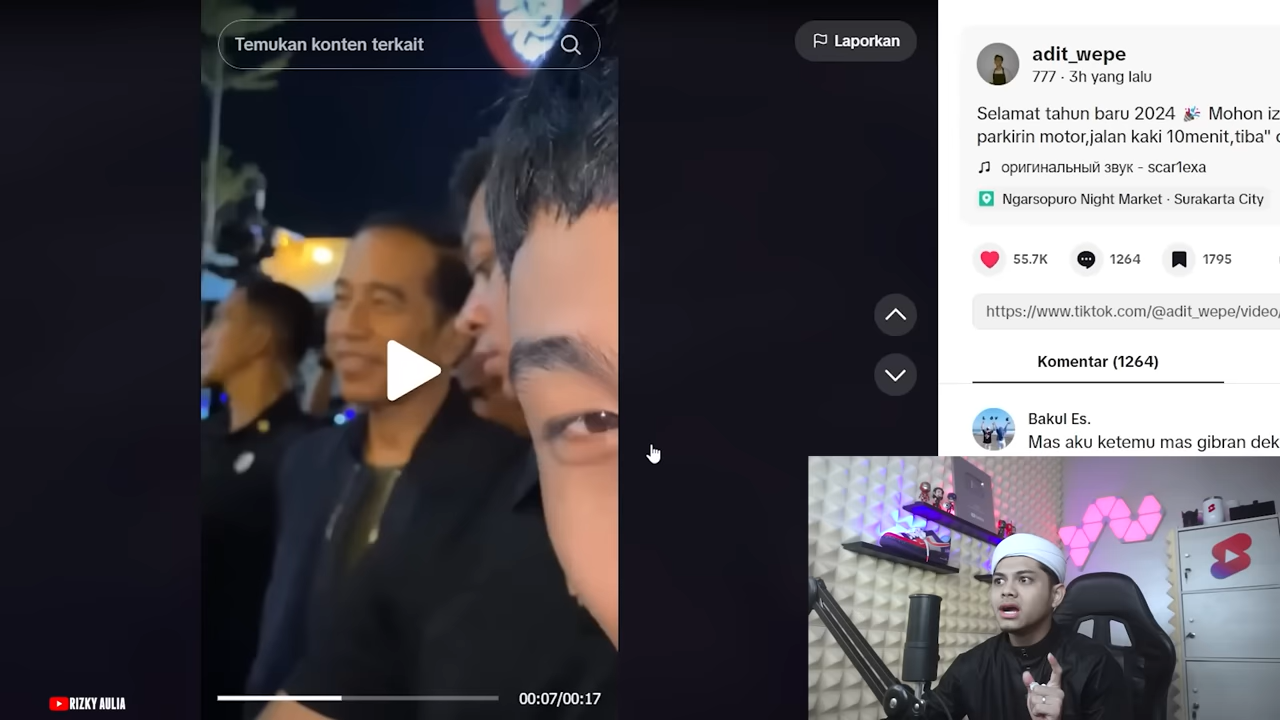 Temukan konten terkait
Laporkan
adit_wepe
777 · 3h yang lalu
Selamat tahun baru 2024 🎉 Mohon iz
parkirin motor,jalan kaki 10menit,tiba" c
оригинальный звук - scar1exa
Ngarsopuro Night Market · Surakarta City
55.7K
1264
1795
https://www.tiktok.com/@adit_wepe/video/
Komentar (1264)
Bakul Es.
Mas aku ketemu mas gibran dek
00:07/00:17
RIZKY AULIA